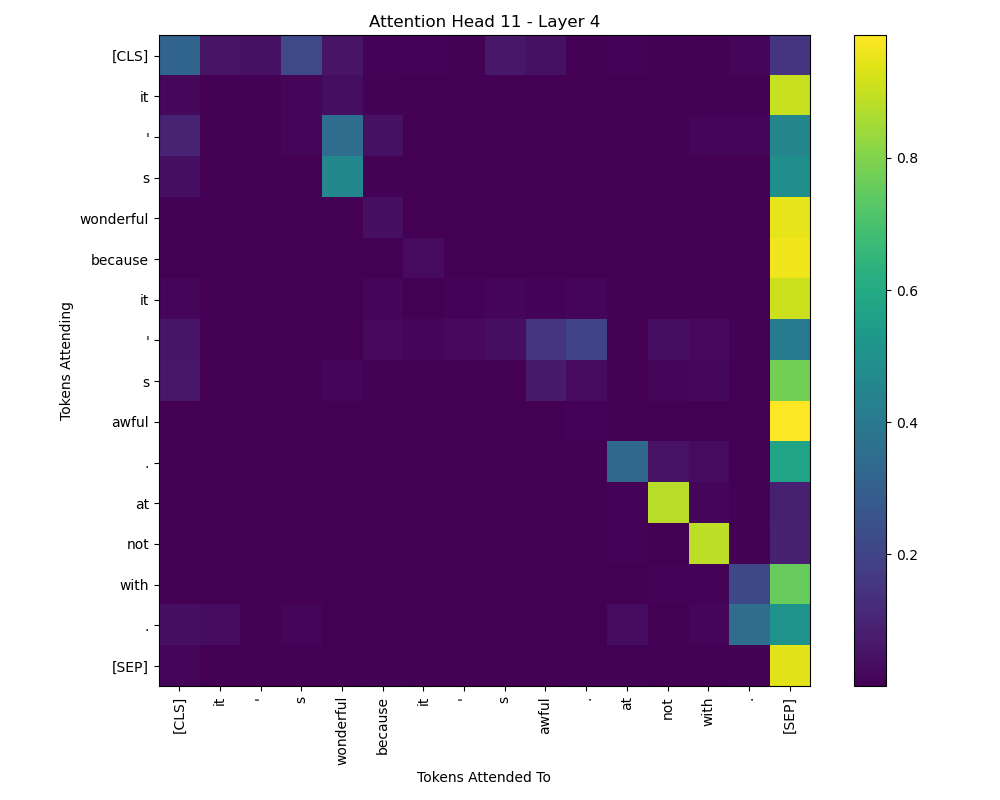 Attention Head 11 - Layer 4
[CLS]
it
'
s
wonderful
because
it
'
s
awful
.
at
not
with
.
[SEP]
Tokens Attending
[CLS]
it
'
s
wonderful
because
it
'
s
awful
.
at
not
with
.
[SEP]
Tokens Attended To
0.8
0.6
0.4
0.2